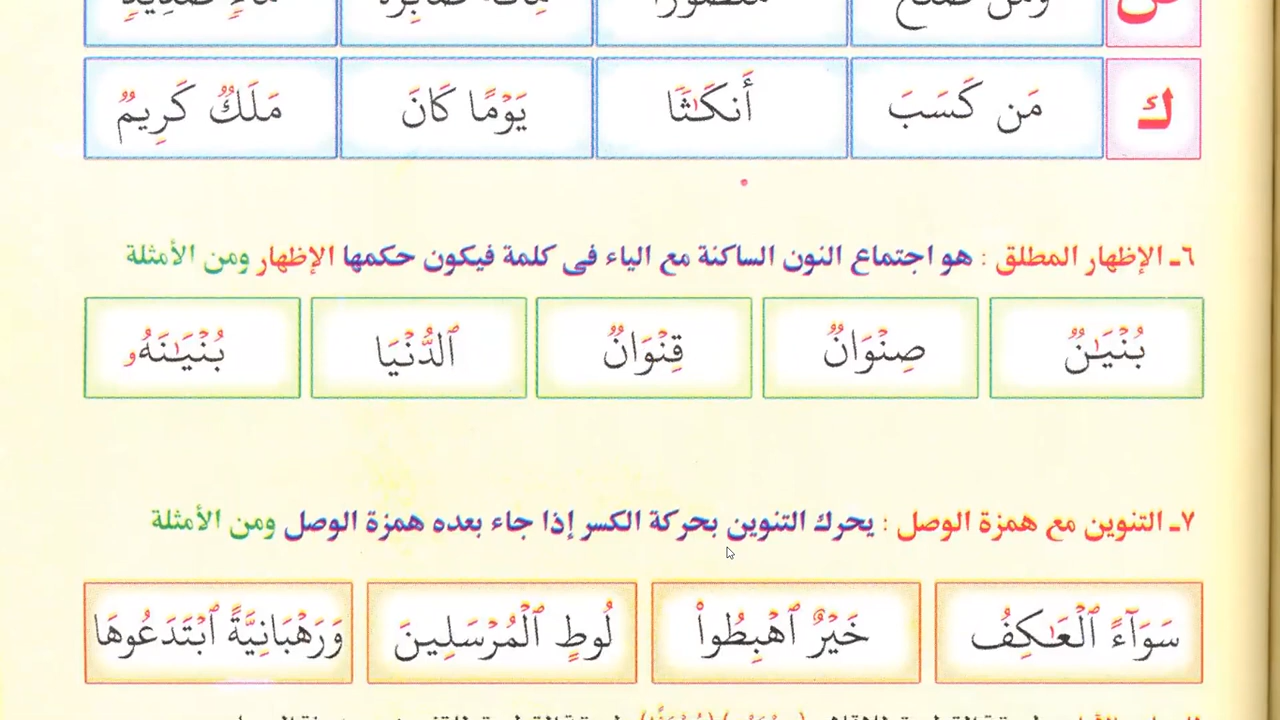 ك مَن كَسَبَ أَنكَـٰثًا يَوْمًا كَانَ مَلَكٌ كَرِيمٌ
٦ـ الإظهار المطلق : هو اجتماع النون الساكنة مع الياء فى كلمة فيكون حكمها الإظهار ومن الأمثلة
بُنْيَـٰنٌ صِنْوَانٌ قِنْوَانٌ ٱلدُّنْيَا بُنْيَـٰنَهُۥ
٧ـ التنوين مع همزة الوصل : يحرك التنوين بحركة الكسر إذا جاء بعده همزة الوصل ومن الأمثلة
سَوَآءً ٱلْعَـٰكِفُ خَيْرٌ ٱهْبِطُوا۟ لُوطٍ ٱلْمُرْسَلِينَ وَرَهْبَانِيَّةً ٱبْتَدَعُوهَا